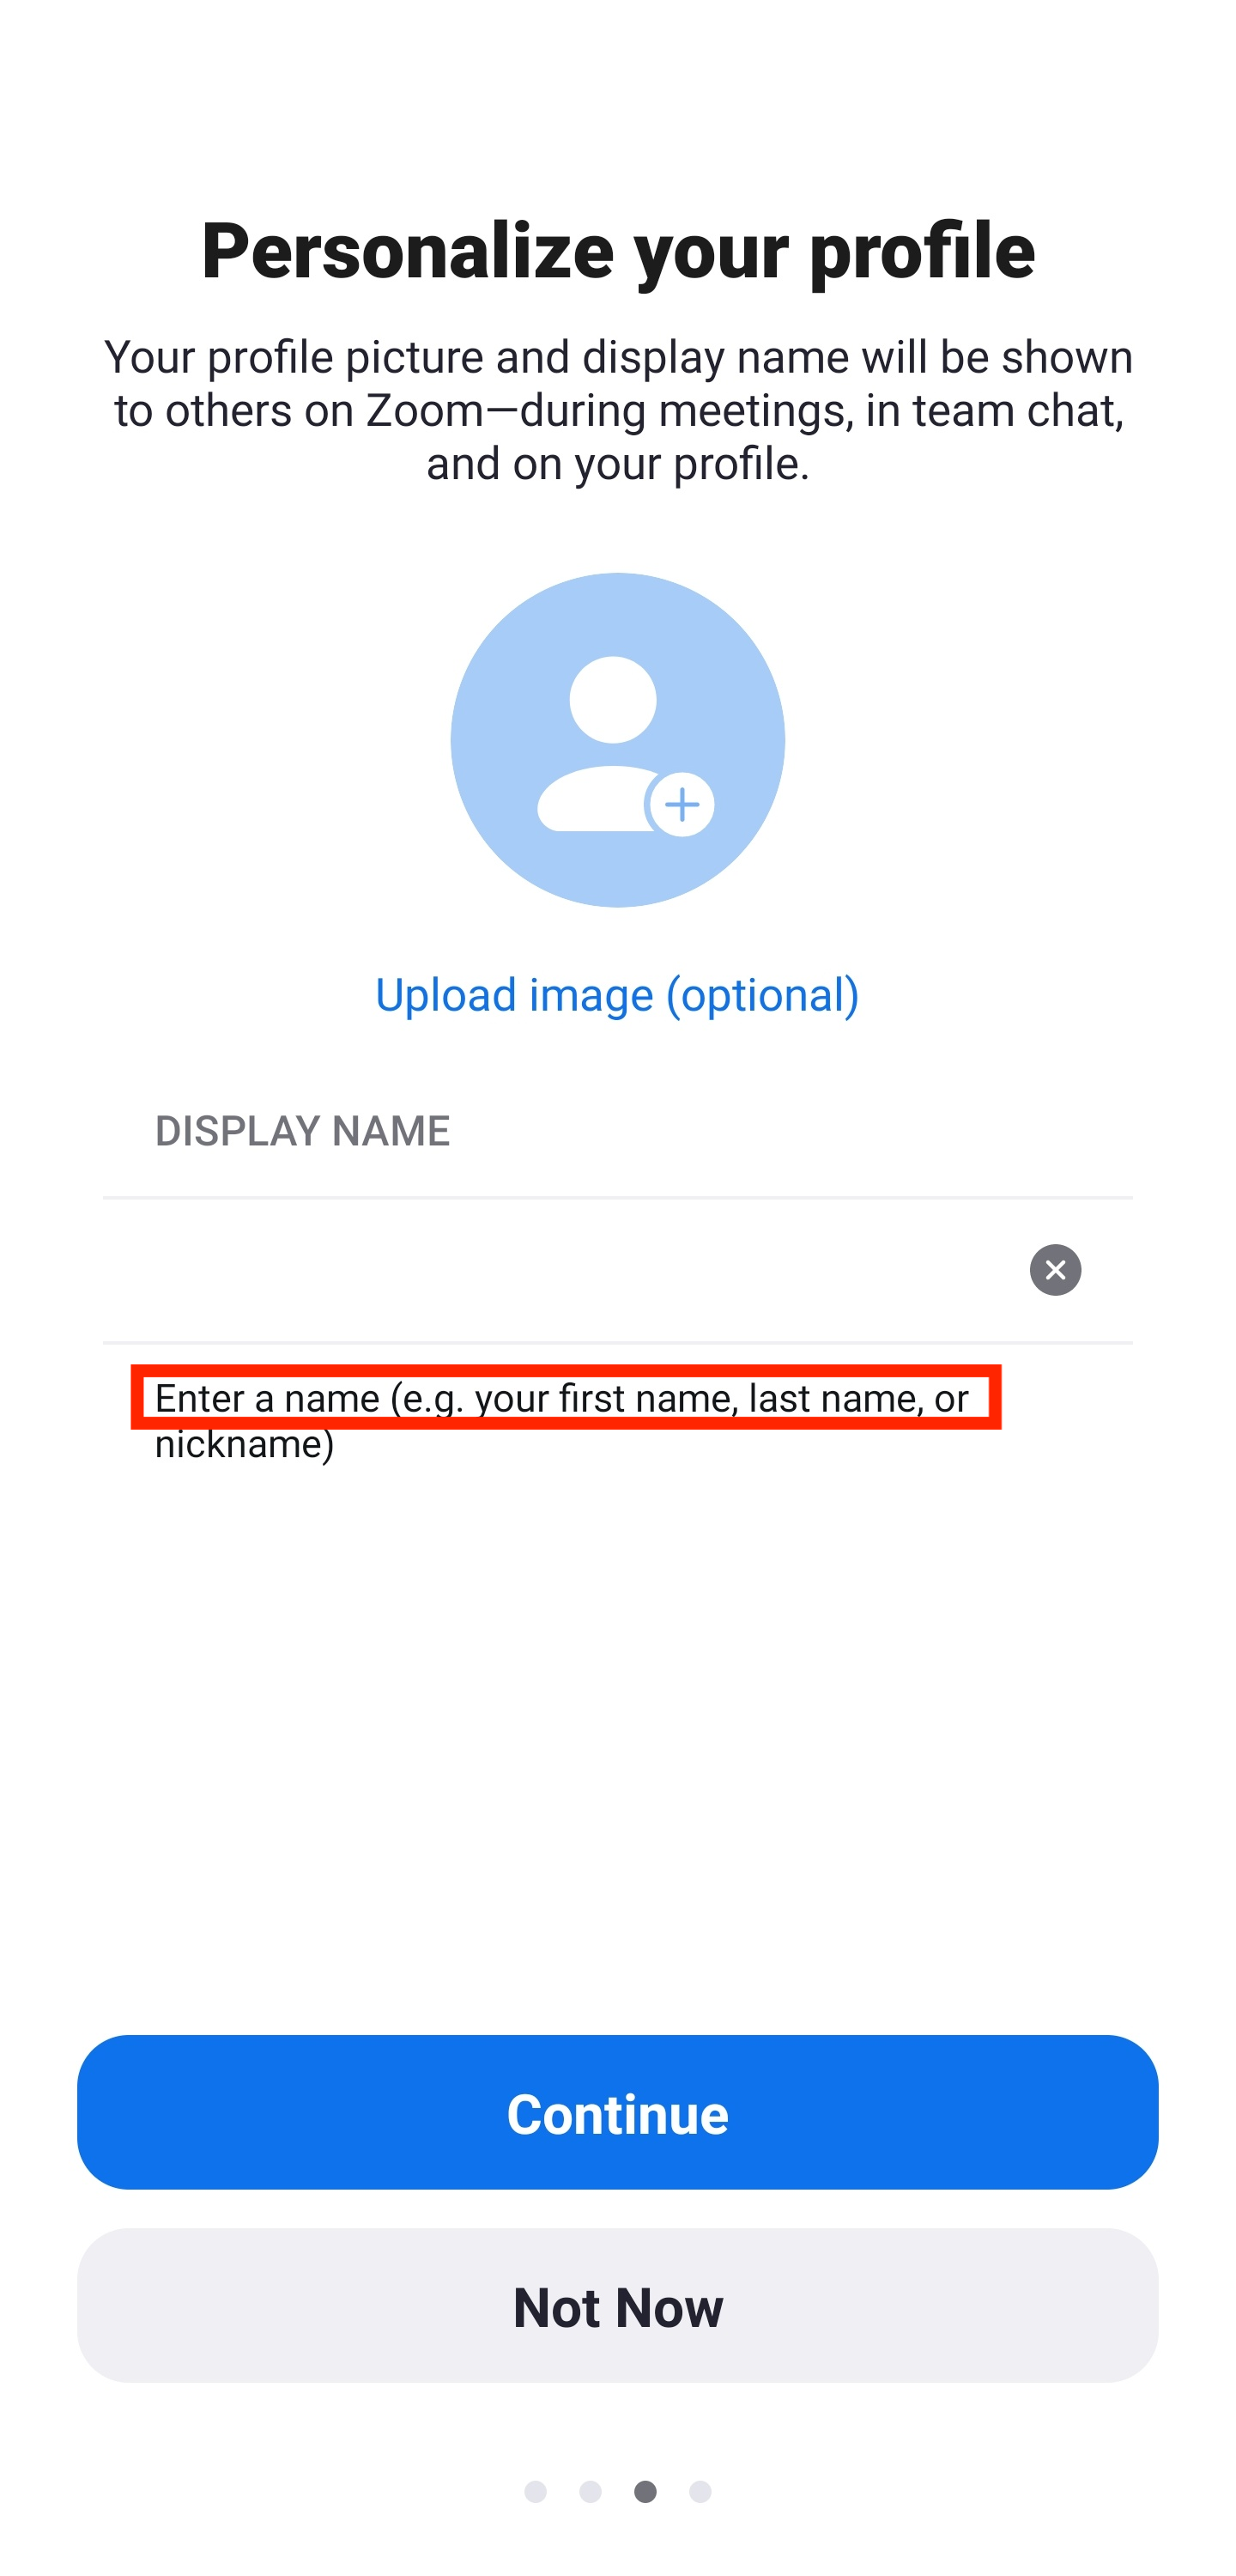 Personalize your profile
Your profile picture and display name will be shown
to others on Zoom—during meetings, in team chat,
and on your profile.
Upload image (optional)
DISPLAY NAME
Enter a name (e.g. your first name, last name, or
nickname)
Continue
Not Now